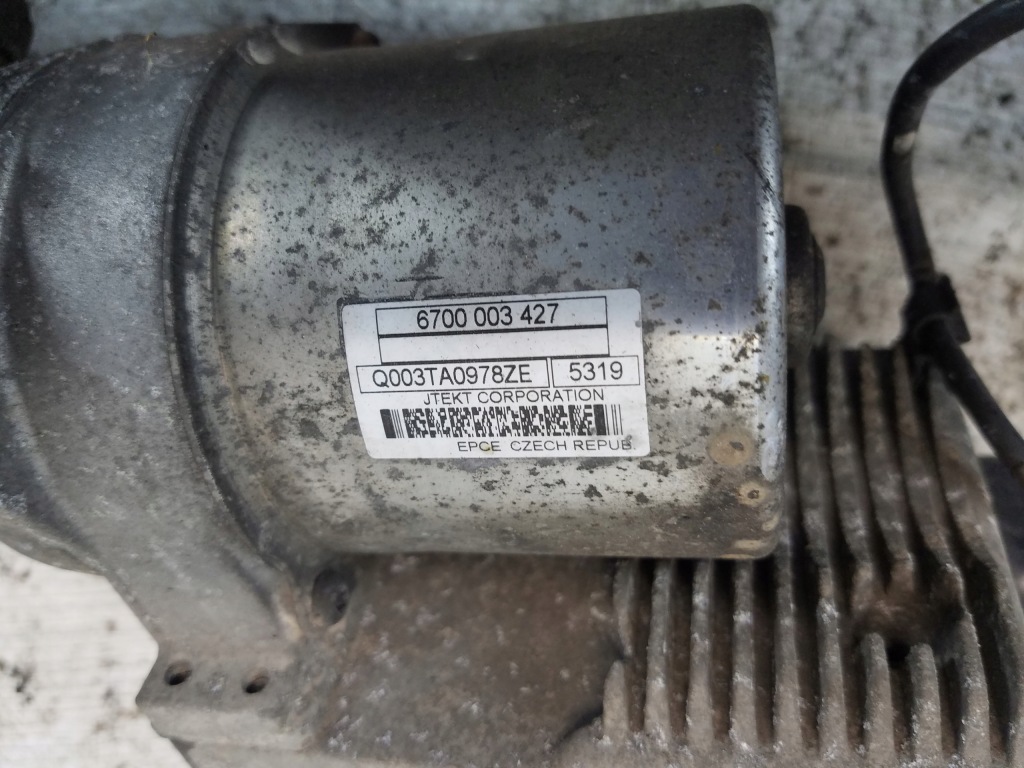 6700 003 427
Q003TA0978ZE 5319
JTEKT CORPORATION
EPCE CZECH REPUB